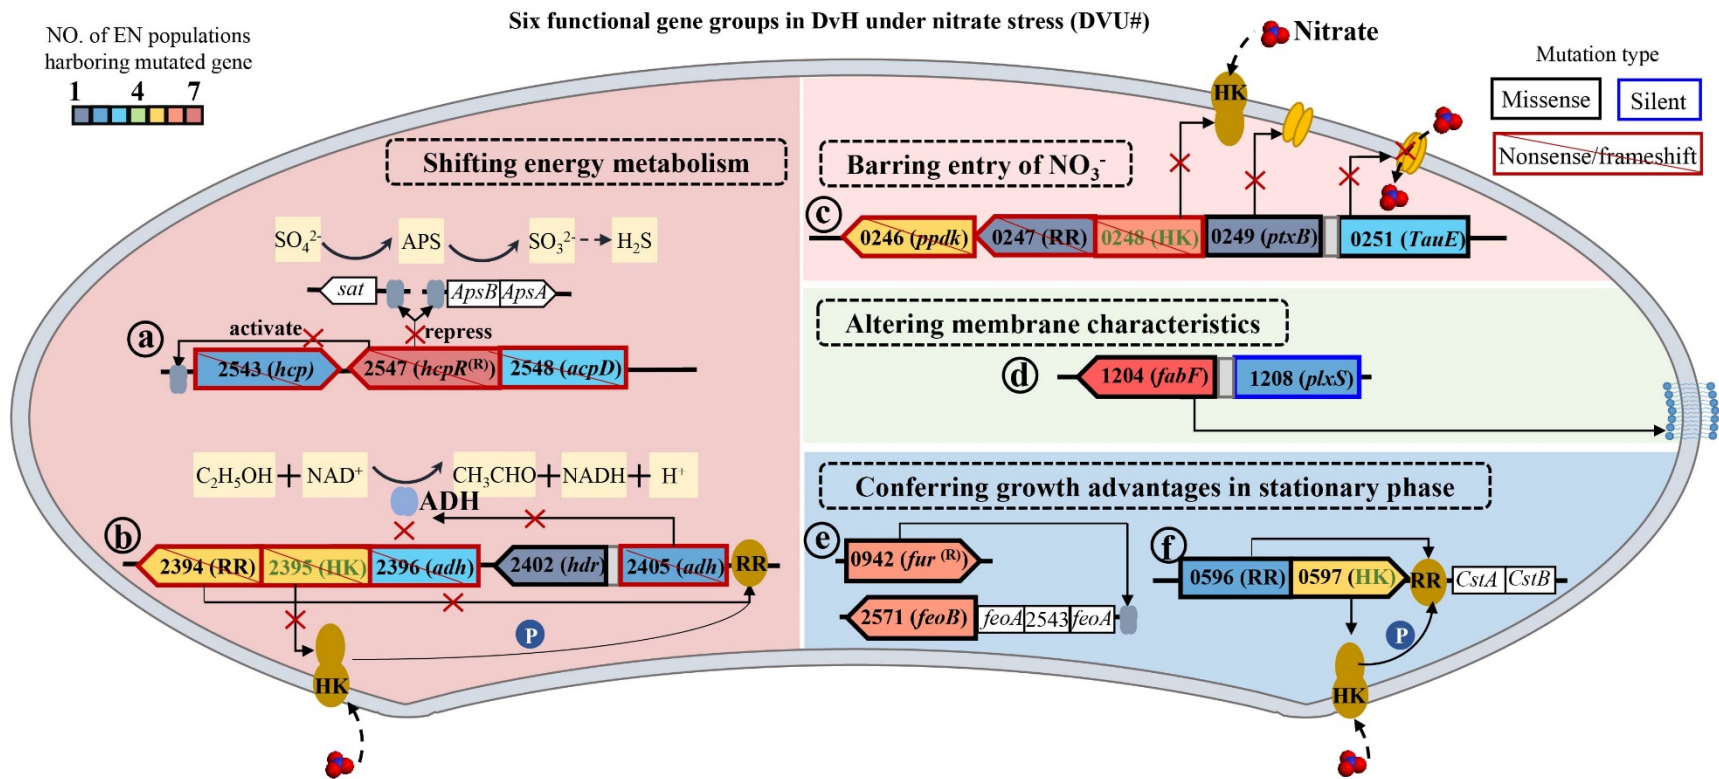 Six functional gene groups in DvH under nitrate stress (DVU#)
NO. of EN populations
harboring mutated gene
1 4 7
Nitrate
Mutation type
Missense
Silent
Nonsense/frameshift
HK
Shifting energy metabolism
SO₄²⁻
APS
SO₃²⁻
H₂S
sat
ApsB
ApsA
activate
repress
a
2543 (hcp)
2547 (hcpR⁽ᴿ⁾)
2548 (acpD)
C₂H₅OH
+
NAD⁺
CH₃CHO
+
NADH
+
H⁺
ADH
b
2394 (RR)
2395 (HK)
2396 (adh)
2402 (hdr)
2405 (adh)
RR
P
HK
Barring entry of NO₃⁻
c
0246 (ppdk)
0247 (RR)
0248 (HK)
0249 (ptxB)
0251 (TauE)
Altering membrane characteristics
d
1204 (fabF)
1208 (plxS)
Conferring growth advantages in stationary phase
e
0942 (fur ⁽ᴿ⁾)
2571 (feoB)
feoA
2543
feoA
f
0596 (RR)
0597 (HK)
RR
CstA
CstB
P
HK